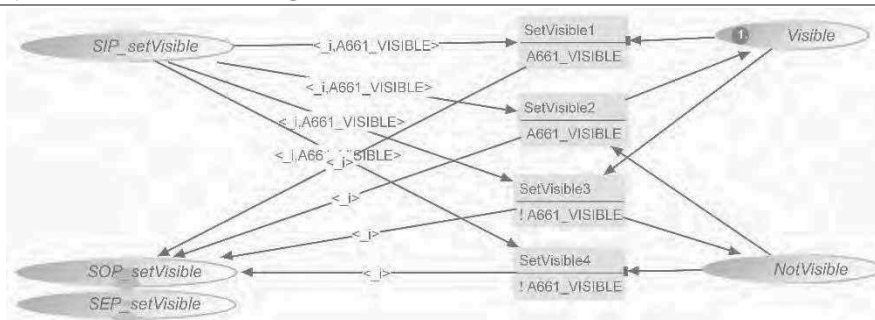 SIP_setVisible
<_i,A661_VISIBLE>
SetVisible1
A661_VISIBLE
1
Visible
<_i,A661_VISIBLE>
SetVisible2
A661_VISIBLE
<_i,A661_VISIBLE>
<_i>
<_i>
SetVisible3
! A661_VISIBLE
<_i>
SOP_setVisible
<_i>
SetVisible4
! A661_VISIBLE
NotVisible
SEP_setVisible